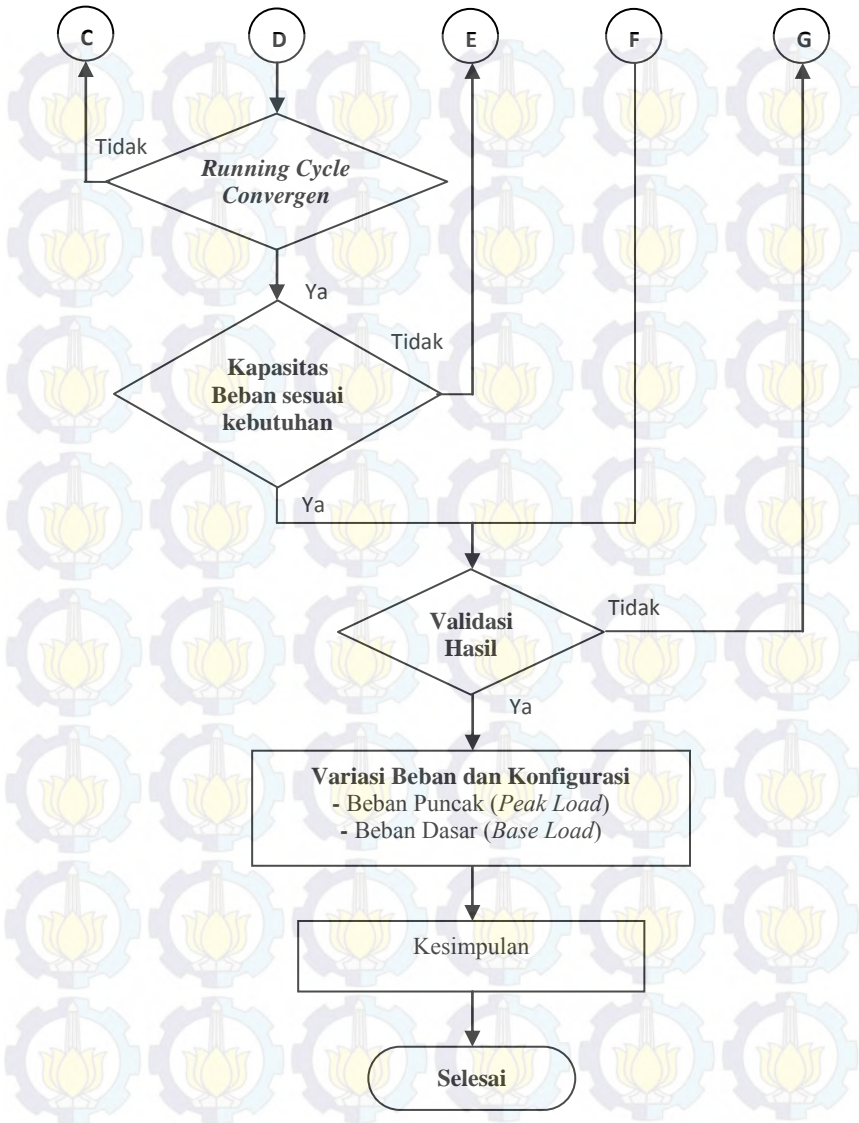 C D E F G
Tidak
Running Cycle
Convergen
Ya
Tidak
Kapasitas
Beban sesuai
kebutuhan
Ya
Validasi
Hasil
Tidak
Ya
Variasi Beban dan Konfigurasi
- Beban Puncak (Peak Load)
- Beban Dasar (Base Load)
Kesimpulan
Selesai